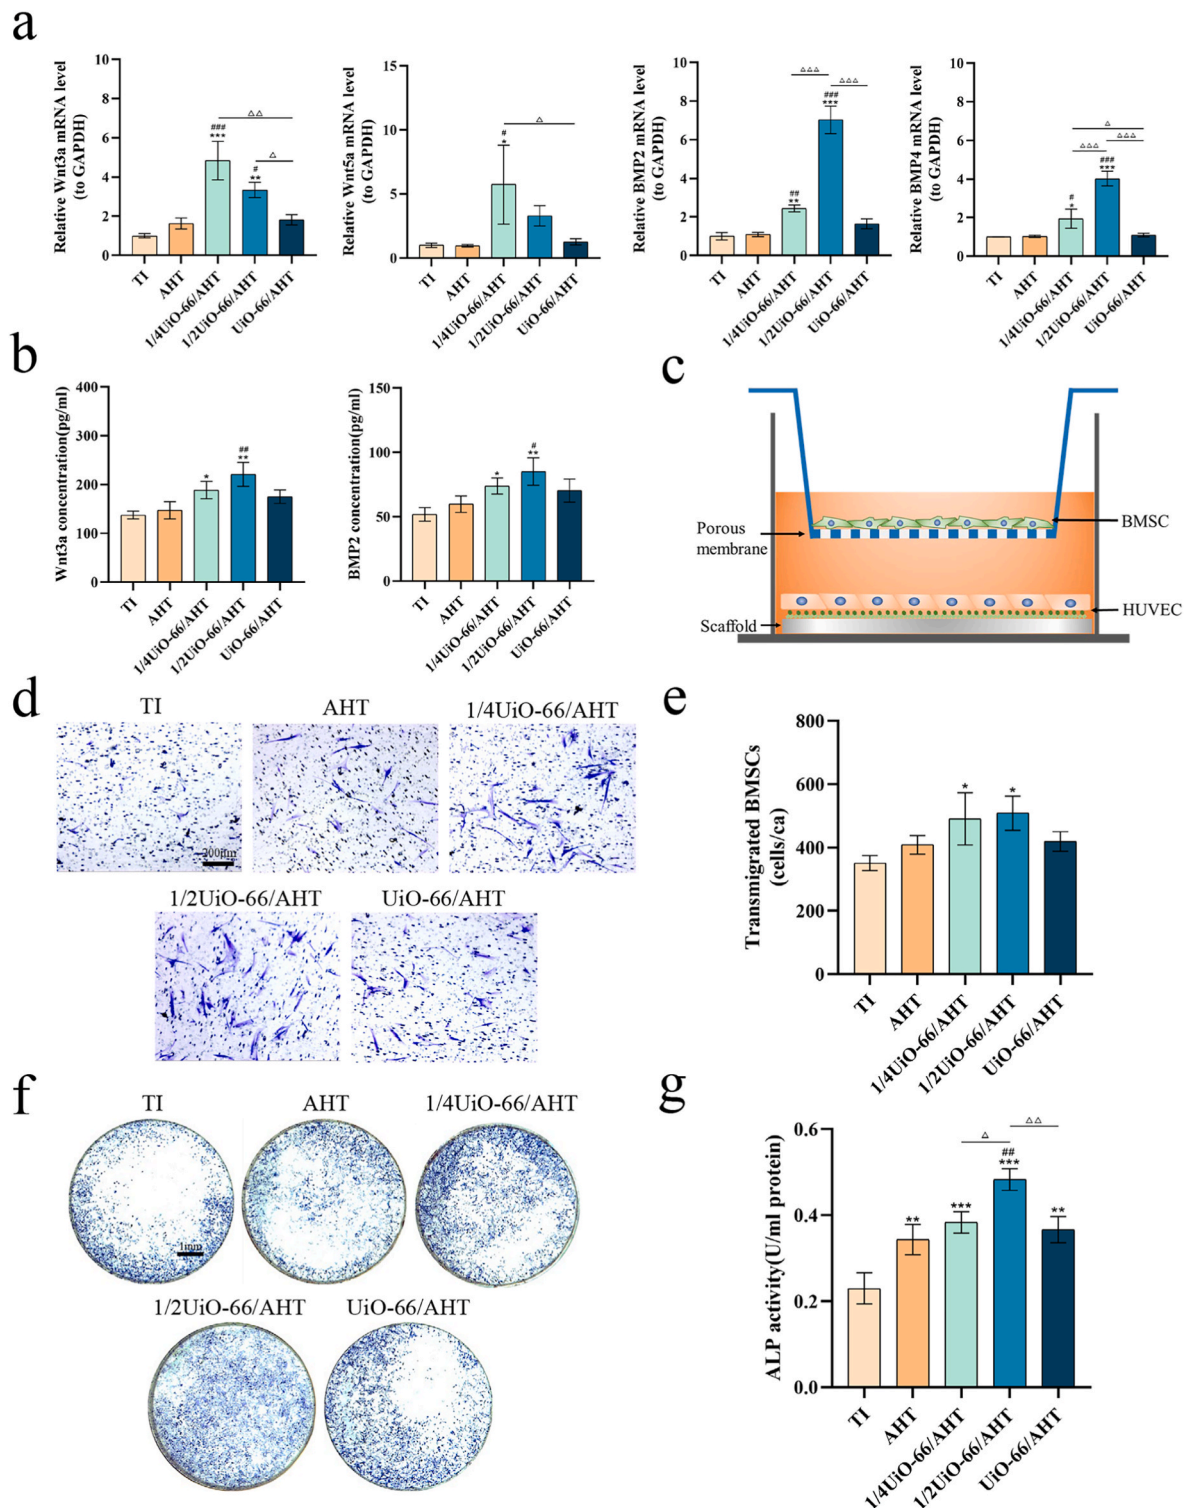 a
Relative Wnt3a mRNA level
(to GAPDH)
10
8
6
4
2
0
###
***
#
**
△△
△
TI
AHT
1/4UiO-66/AHT
1/2UiO-66/AHT
UiO-66/AHT
Relative Wnt5a mRNA level
(to GAPDH)
15
10
5
0
#
*
△
TI
AHT
1/4UiO-66/AHT
1/2UiO-66/AHT
UiO-66/AHT
Relative BMP2 mRNA level
(to GAPDH)
10
8
6
4
2
0
##
**
###
***
△△△
△△△
TI
AHT
1/4UiO-66/AHT
1/2UiO-66/AHT
UiO-66/AHT
Relative BMP4 mRNA level
(to GAPDH)
10
8
6
4
2
0
#
*
###
***
△
△△△
△△△
TI
AHT
1/4UiO-66/AHT
1/2UiO-66/AHT
UiO-66/AHT
b
Wnt3a concentration(pg/ml)
400
300
200
100
0
*
##
**
TI
AHT
1/4UiO-66/AHT
1/2UiO-66/AHT
UiO-66/AHT
BMP2 concentration(pg/ml)
150
100
50
0
*
#
**
TI
AHT
1/4UiO-66/AHT
1/2UiO-66/AHT
UiO-66/AHT
c
Porous
membrane
BMSC
HUVEC
Scaffold
d
TI
AHT
1/4UiO-66/AHT
200μm
1/2UiO-66/AHT
UiO-66/AHT
e
Transmigrated BMSCs
(cells/ca)
800
600
400
200
0
*
*
TI
AHT
1/4UiO-66/AHT
1/2UiO-66/AHT
UiO-66/AHT
f
TI
AHT
1/4UiO-66/AHT
1mm
1/2UiO-66/AHT
UiO-66/AHT
g
ALP activity(U/ml protein)
0.6
0.4
0.2
0.0
**
***
##
***
**
△
△△
TI
AHT
1/4UiO-66/AHT
1/2UiO-66/AHT
UiO-66/AHT